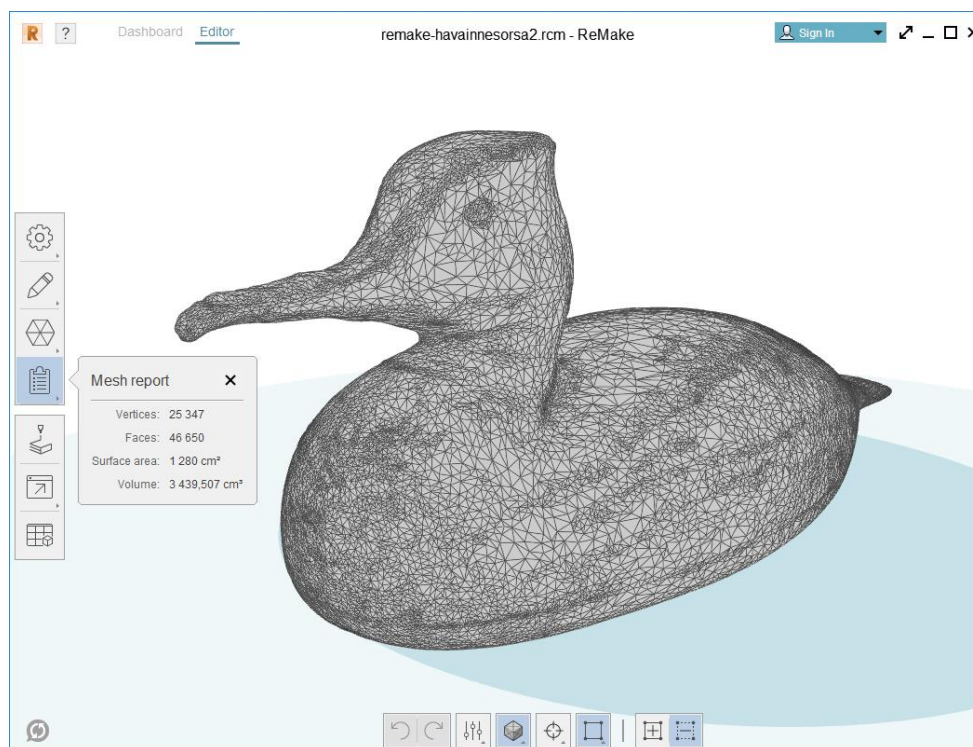 R ? Dashboard Editor remake-havainnesorsa2.rcm - ReMake Sign In
Mesh report
Vertices: 25 347
Faces: 46 650
Surface area: 1 280 cm²
Volume: 3 439,507 cm³